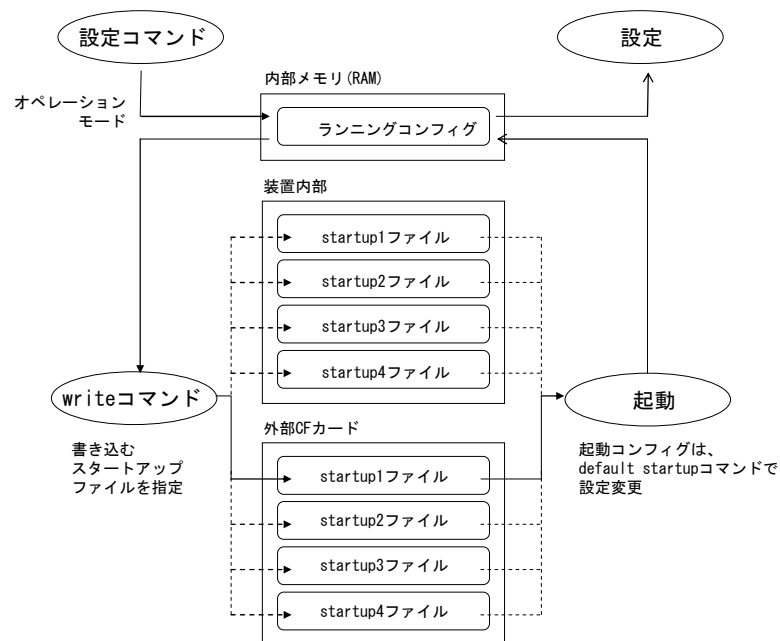 設定コマンド
設定
内部メモリ(RAM)
オペレーション
モード
ランニングコンフィグ
装置内部
startup1ファイル
startup2ファイル
startup3ファイル
startup4ファイル
writeコマンド
起動
書き込む
スタートアップ
ファイルを指定
外部CFカード
起動コンフィグは、
default startupコマンドで
設定変更
startup1ファイル
startup2ファイル
startup3ファイル
startup4ファイル